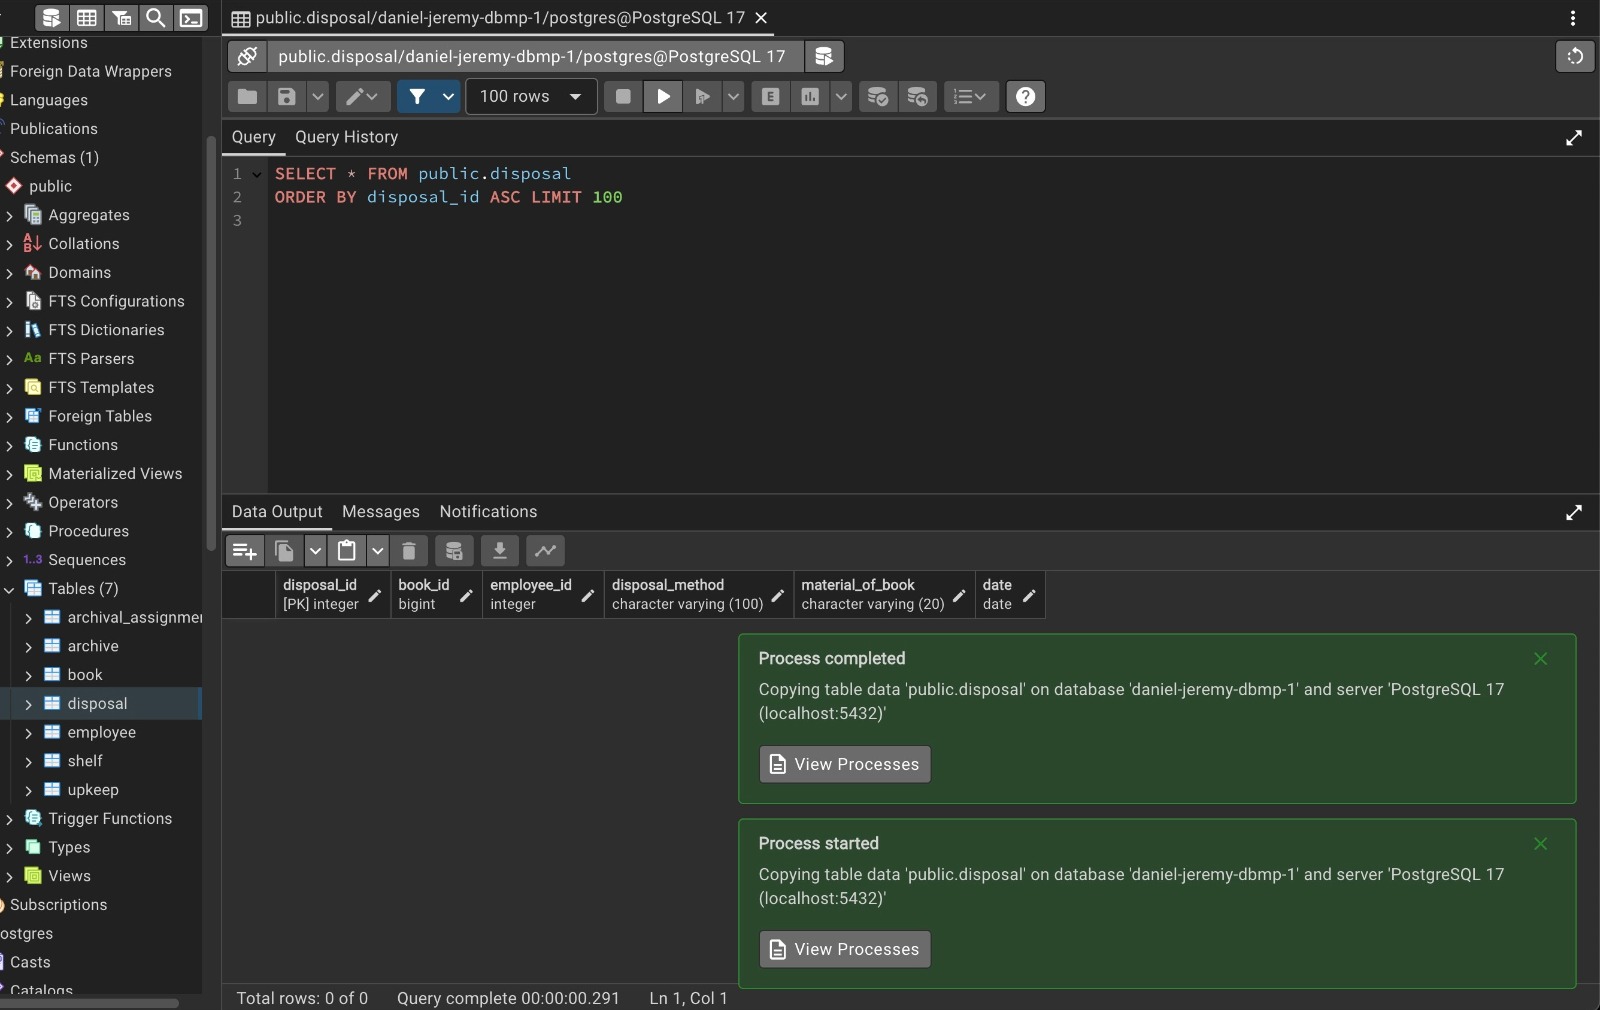 public.disposal/daniel-jeremy-dbmp-1/postgres@PostgreSQL 17
Extensions
Foreign Data Wrappers
Languages
Publications
Schemas (1)
public
Aggregates
Collations
Domains
FTS Configurations
FTS Dictionaries
Aa FTS Parsers
FTS Templates
Foreign Tables
Functions
Materialized Views
Operators
Procedures
1..3 Sequences
Tables (7)
archival_assignmen
archive
book
disposal
employee
shelf
upkeep
Trigger Functions
Types
Views
Subscriptions
ostgres
Casts
Catalogs
public.disposal/daniel-jeremy-dbmp-1/postgres@PostgreSQL 17
100 rows
E
Query Query History
1 SELECT * FROM public.disposal
2 ORDER BY disposal_id ASC LIMIT 100
3
Data Output Messages Notifications
disposal_id book_id employee_id disposal_method material_of_book date
[PK] integer bigint integer character varying (100) character varying (20) date
Process completed
Copying table data 'public.disposal' on database 'daniel-jeremy-dbmp-1' and server 'PostgreSQL 17
(localhost:5432)'
View Processes
Process started
Copying table data 'public.disposal' on database 'daniel-jeremy-dbmp-1' and server 'PostgreSQL 17
(localhost:5432)'
View Processes
Total rows: 0 of 0 Query complete 00:00:00.291 Ln 1, Col 1